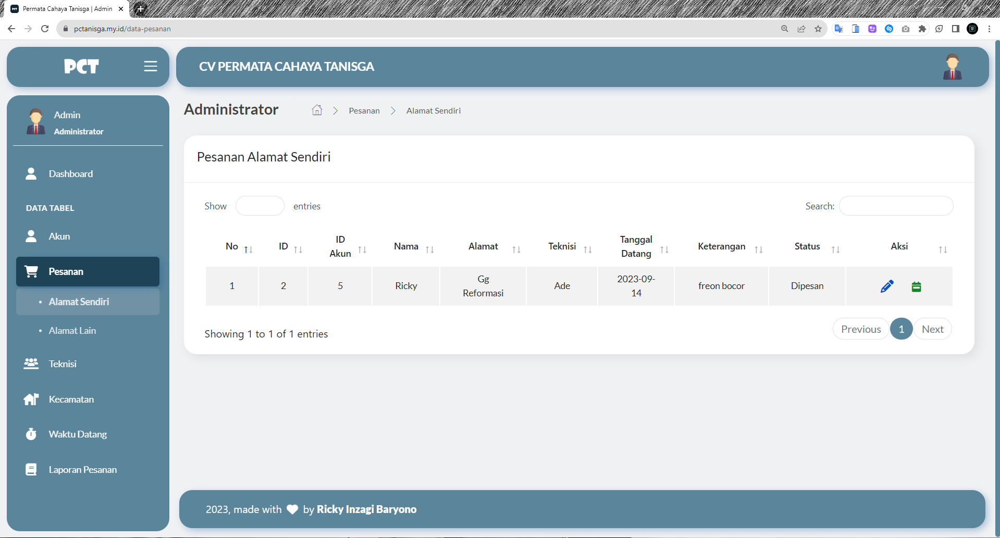 Permata Cahaya Tanisga | Admin
pctanisga.my.id/data-pesanan
PCT
CV PERMATA CAHAYA TANISGA
Admin
Administrator
Dashboard
DATA TABEL
Akun
Pesanan
• Alamat Sendiri
• Alamat Lain
Teknisi
Kecamatan
Waktu Datang
Laporan Pesanan
Administrator
Pesanan
Alamat Sendiri
Pesanan Alamat Sendiri
Show entries
Search:
No ID ID Akun Nama Alamat Teknisi Tanggal Datang Keterangan Status Aksi
1 2 5 Ricky Gg Reformasi Ade 2023-09-14 freon bocor Dipesan
Showing 1 to 1 of 1 entries
Previous 1 Next
2023, made with by Ricky Inzagi Baryono